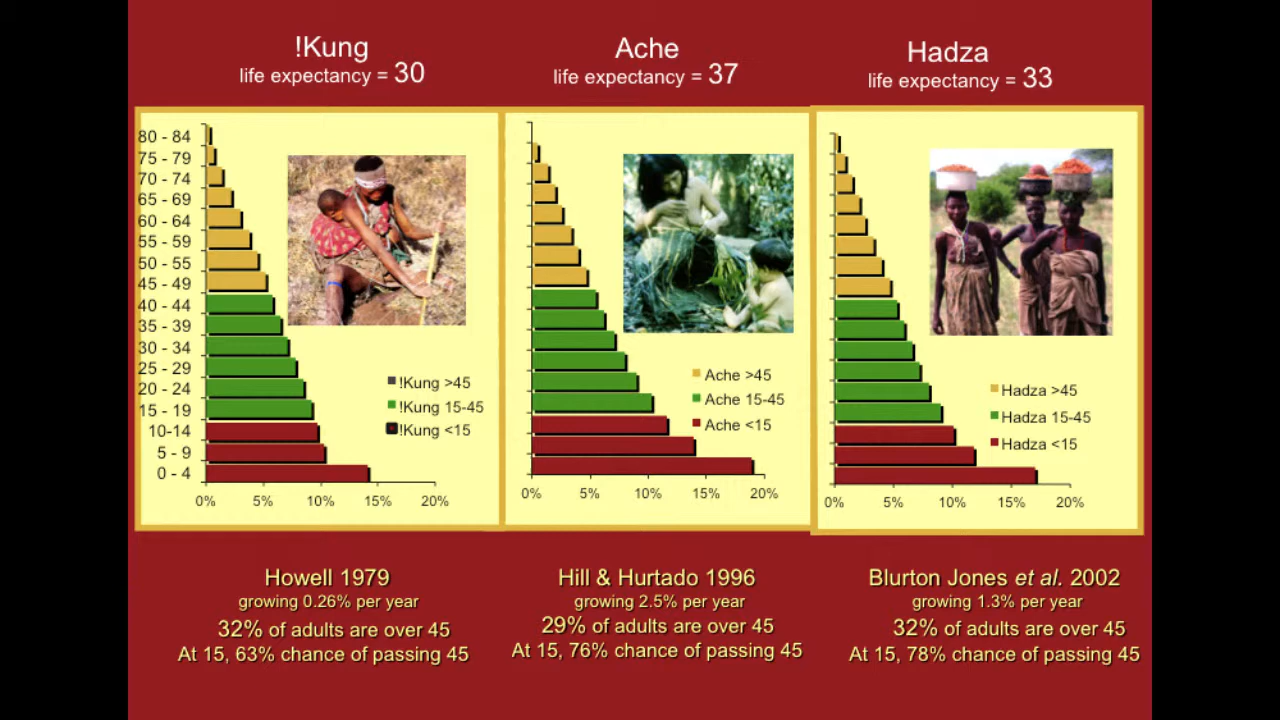 !Kung
life expectancy = 30
Ache
life expectancy = 37
Hadza
life expectancy = 33
80 - 84
75 - 79
70 - 74
65 - 69
60 - 64
55 - 59
50 - 55
45 - 49
40 - 44
35 - 39
30 - 34
25 - 29
20 - 24
15 - 19
10-14
5 - 9
0 - 4
!Kung >45
!Kung 15-45
!Kung <15
0% 5% 10% 15% 20%
Ache >45
Ache 15-45
Ache <15
0% 5% 10% 15% 20%
Hadza >45
Hadza 15-45
Hadza <15
0% 5% 10% 15% 20%
Howell 1979
growing 0.26% per year
32% of adults are over 45
At 15, 63% chance of passing 45
Hill & Hurtado 1996
growing 2.5% per year
29% of adults are over 45
At 15, 76% chance of passing 45
Blurton Jones et al. 2002
growing 1.3% per year
32% of adults are over 45
At 15, 78% chance of passing 45